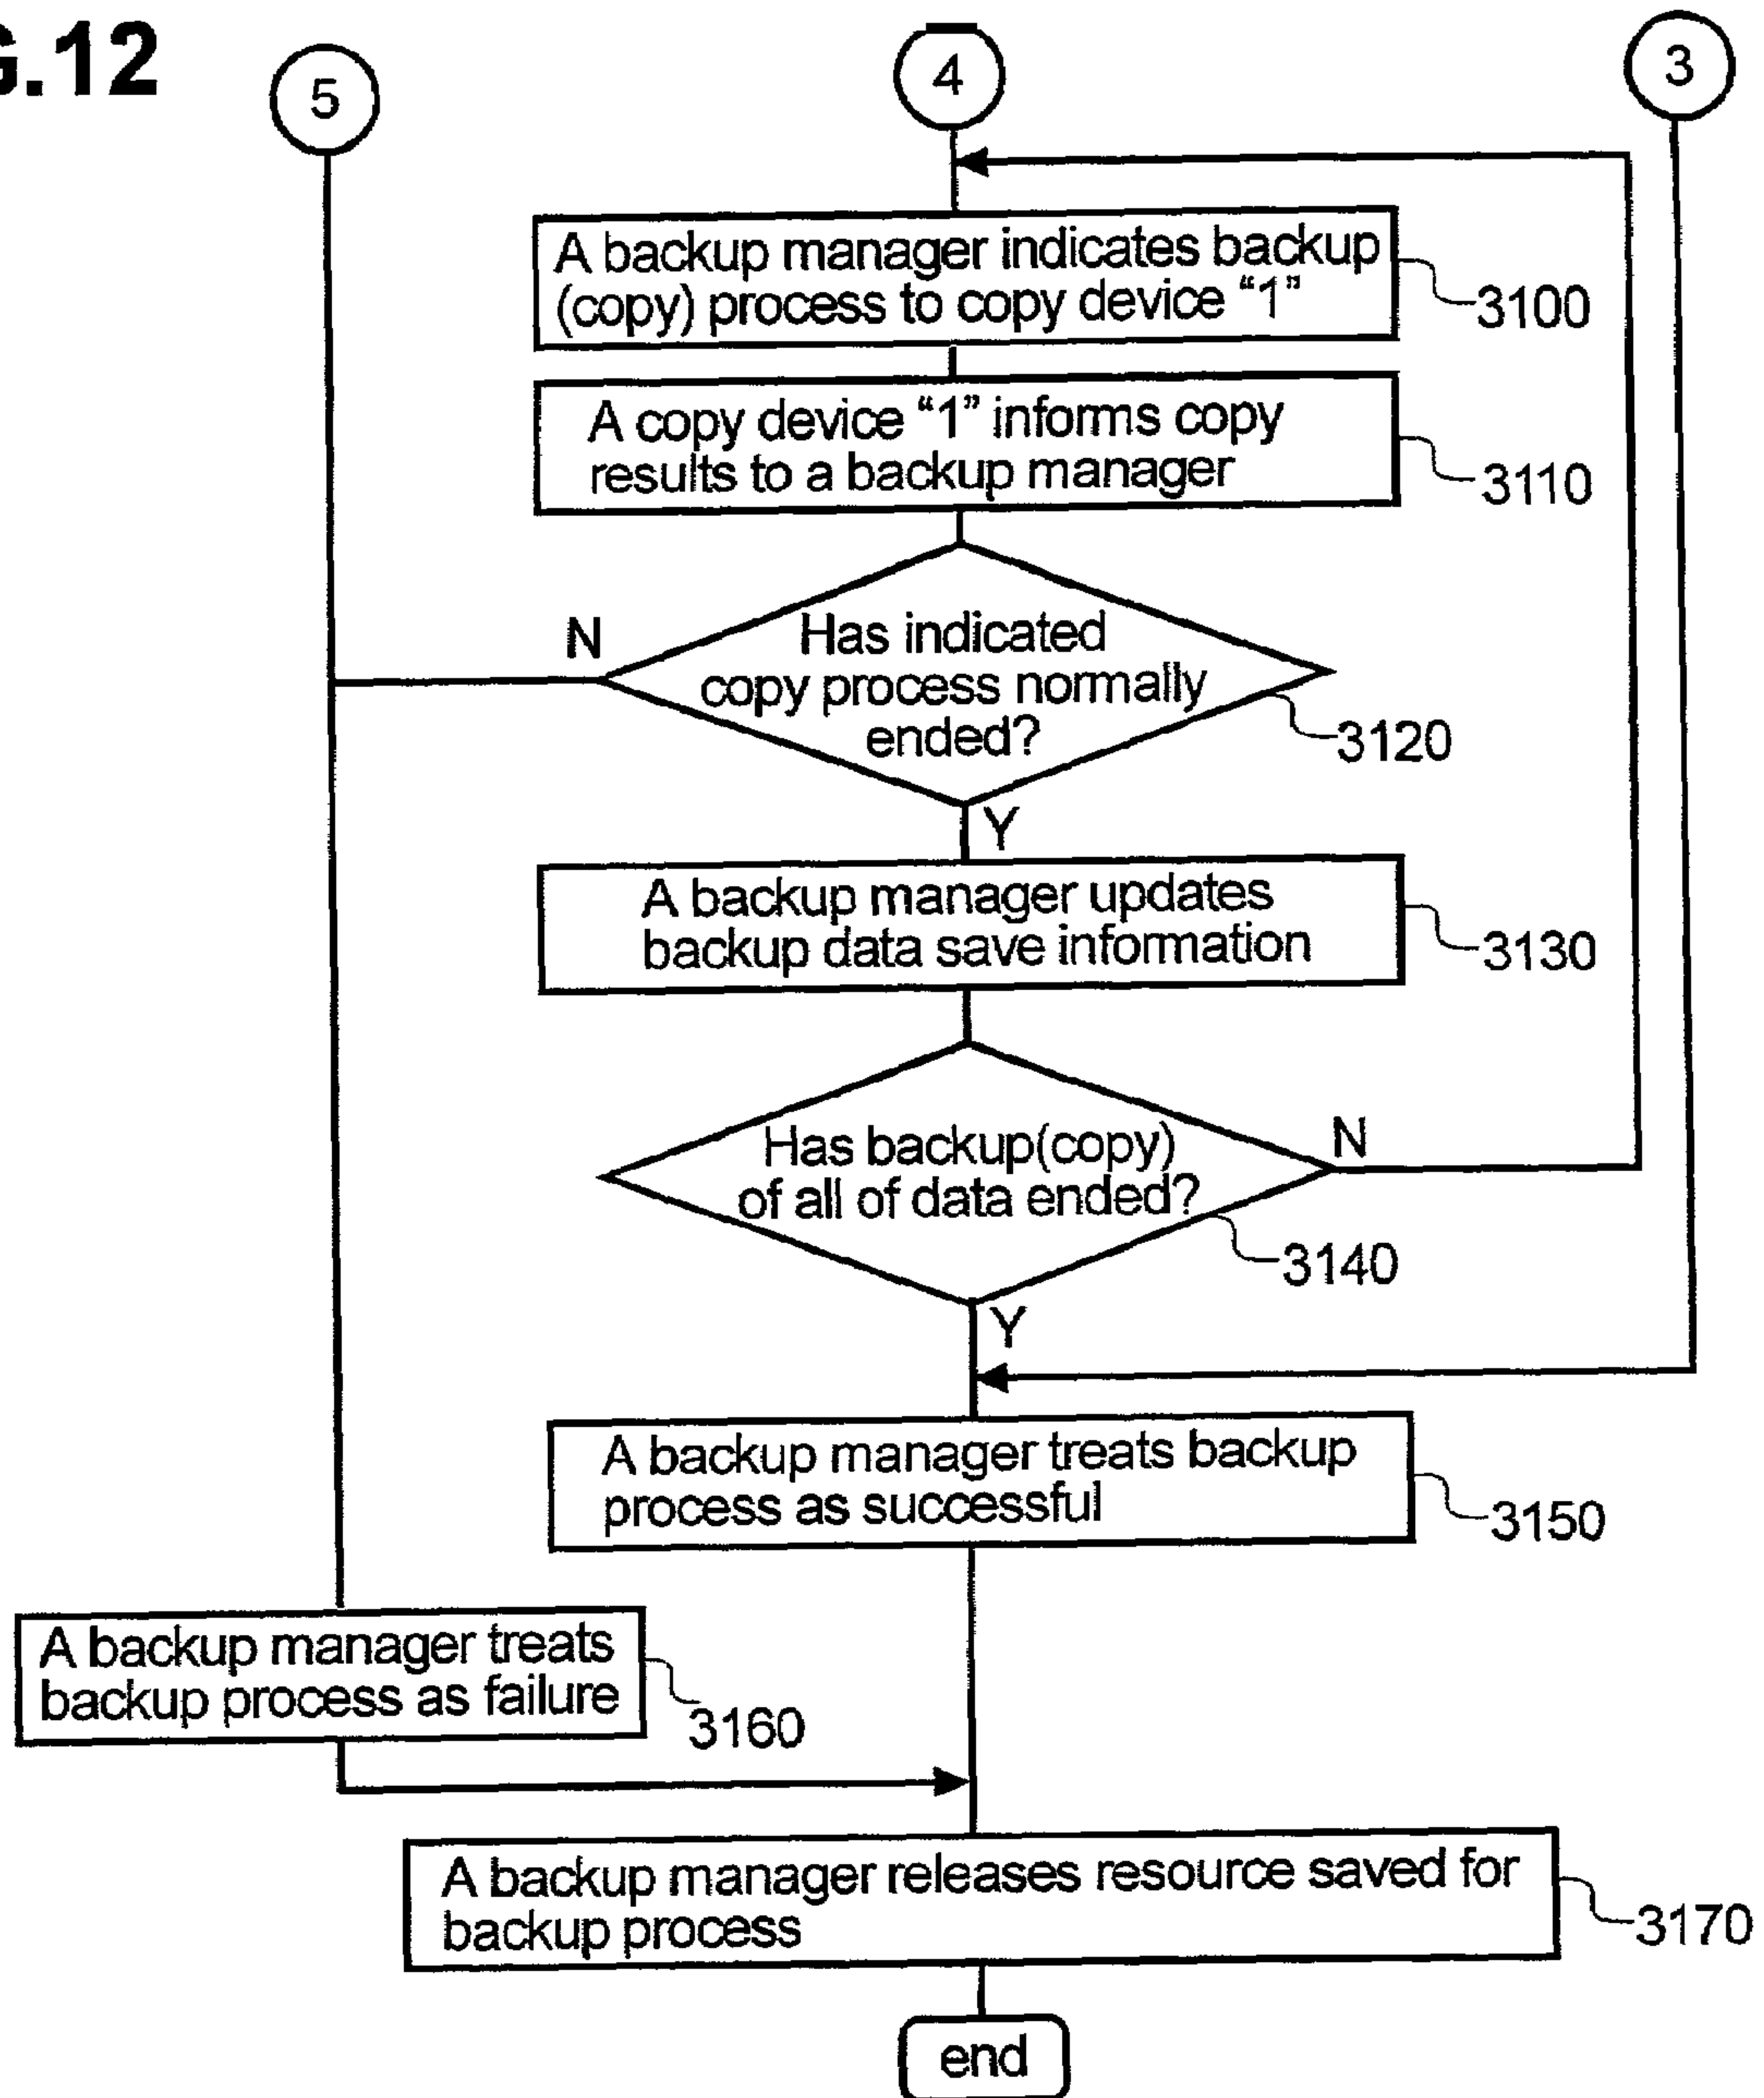 G.12
5
4
3
A backup manager indicates backup
(copy) process to copy device “1”
3100
A copy device “1” informs copy
results to a backup manager
3110
N
Has indicated
copy process normally
ended?
3120
Y
A backup manager updates
backup data save information
3130
Has backup(copy)
of all of data ended?
N
3140
Y
A backup manager treats backup
process as successful
3150
A backup manager treats
backup process as failure
3160
A backup manager releases resource saved for
backup process
3170
end